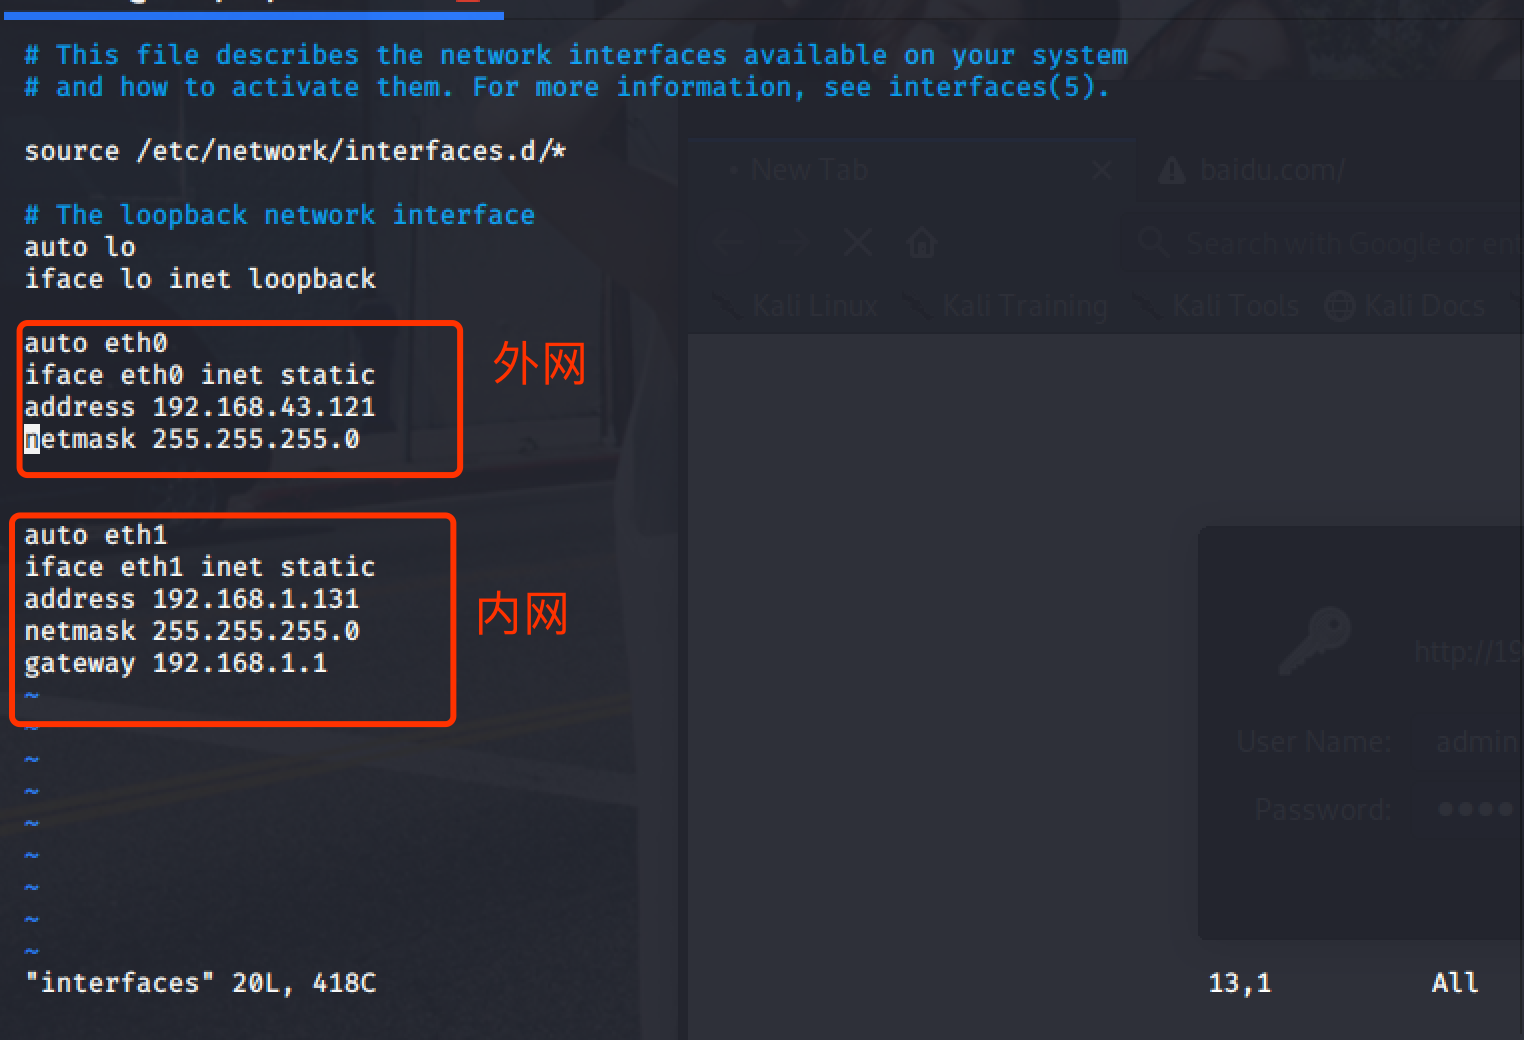 # This file describes the network interfaces available on your system
# and how to activate them. For more information, see interfaces(5).
source /etc/network/interfaces.d/*
# The loopback network interface
auto lo
iface lo inet loopback
auto eth0
iface eth0 inet static
address 192.168.43.121
netmask 255.255.255.0
外网
auto eth1
iface eth1 inet static
address 192.168.1.131
netmask 255.255.255.0
gateway 192.168.1.1
内网
~
~
~
~
~
~
~
~
~
"interfaces" 20L, 418C
13,1
All
New Tab
baidu.com/
Search with Google or
Kali Linux
Kali Training
Kali Tools
Kali Docs
http://19
User Name:
admin
Password: